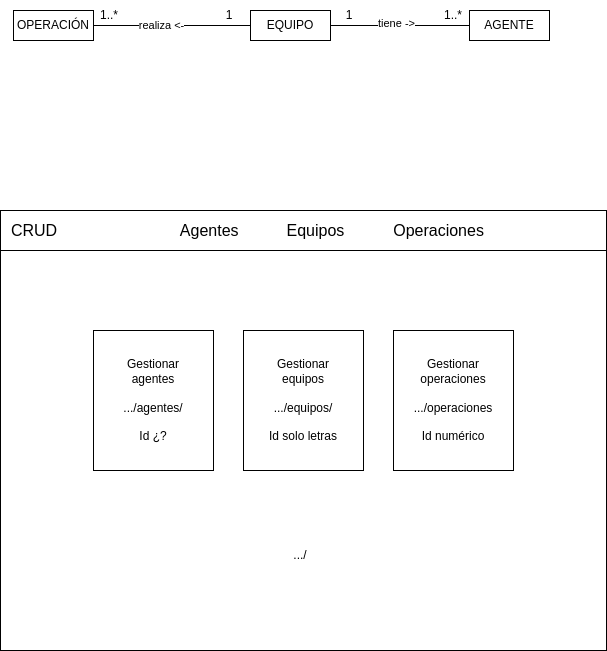 OPERACIÓN 1..* realiza <- 1 EQUIPO 1 tiene -> 1..* AGENTE
CRUD Agentes Equipos Operaciones
Gestionar
agentes
.../agentes/
Id ¿?
Gestionar
equipos
.../equipos/
Id solo letras
Gestionar
operaciones
.../operaciones
Id numérico
.../